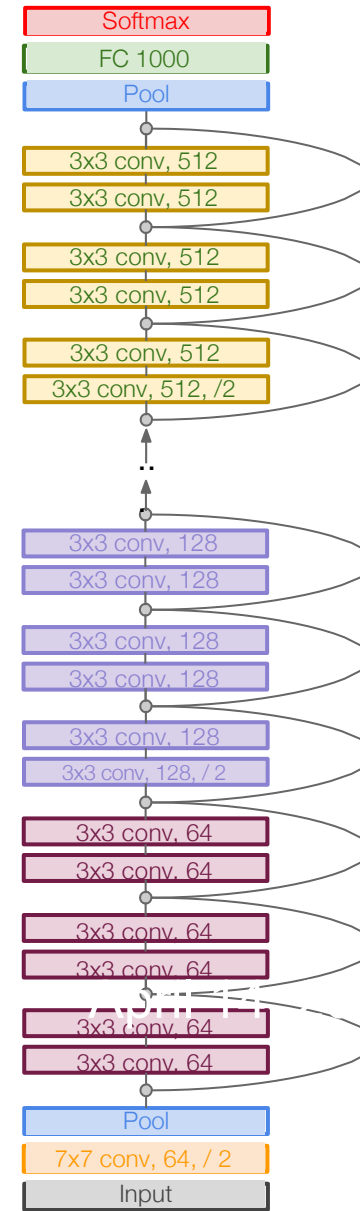 Softmax
FC 1000
Pool
3x3 conv, 512
3x3 conv, 512
3x3 conv, 512
3x3 conv, 512
3x3 conv, 512
3x3 conv, 512, /2
..
.
3x3 conv, 128
3x3 conv, 128
3x3 conv, 128
3x3 conv, 128
3x3 conv, 128
3x3 conv, 128, / 2
3x3 conv, 64
3x3 conv, 64
3x3 conv, 64
3x3 conv, 64
April 14
3x3 conv, 64
3x3 conv, 64
Pool
7x7 conv, 64, / 2
Input